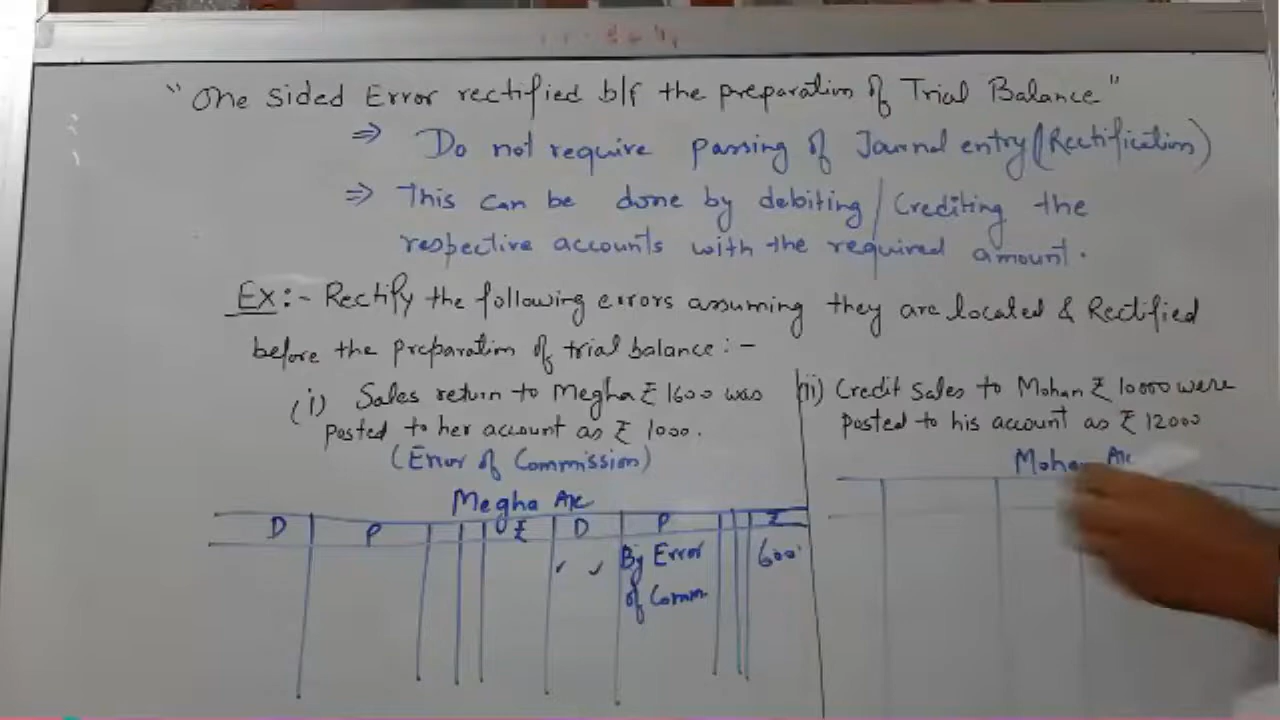 "One sided Error rectified b/f the preparation of Trial Balance"
⇒ Do not require passing of Journal entry (Rectification)
⇒ This can be done by debiting / Crediting the
respective accounts with the required amount.
Ex:- Rectify the following errors assuming they are located & Rectified
before the preparation of trial balance:-
(i) Sales return to Megha ₹ 1600 was
posted to her account as ₹ 1000.
(Error of Commission)
Megha A/c
D P ₹ D P ₹
By Error 600
of Comm.
(ii) Credit sales to Mohan ₹ 10000 were
posted to his account as ₹ 12000
Mohan A/c